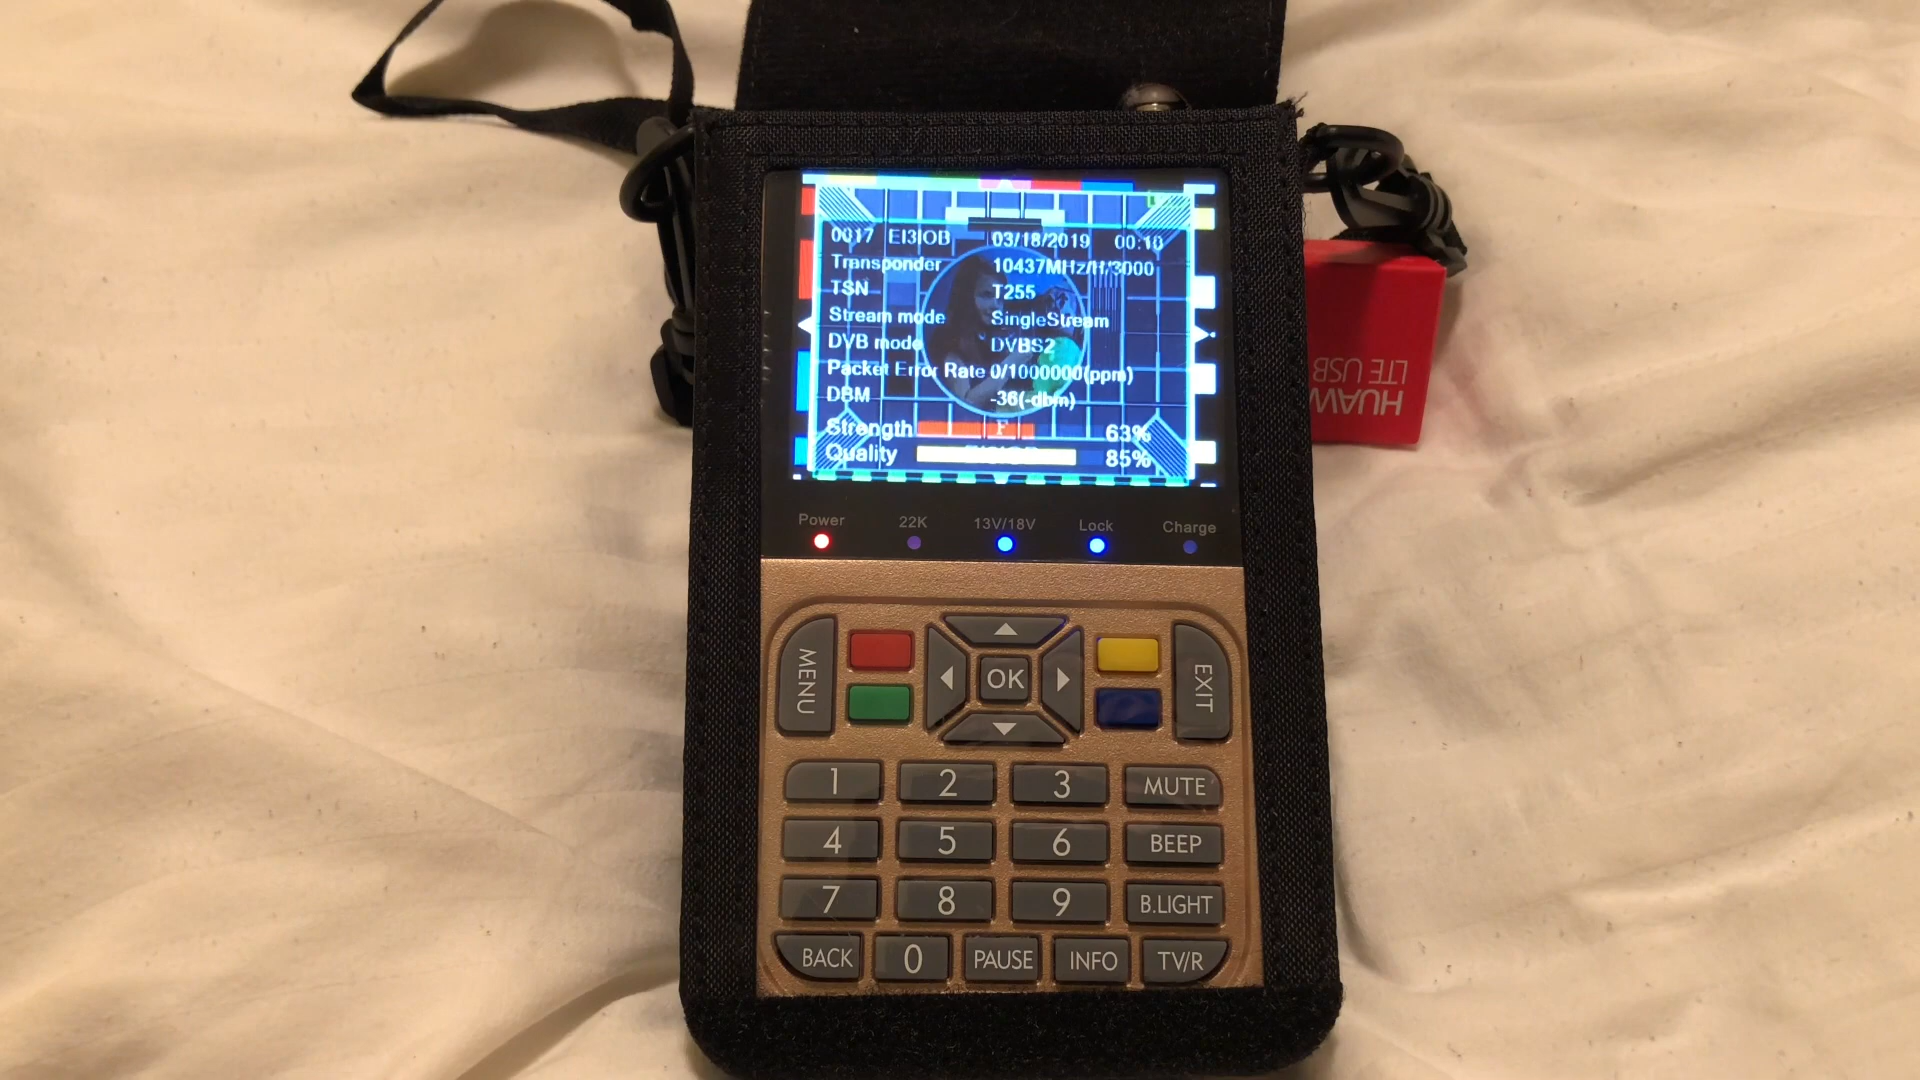 0017 EI3IOB 03/18/2019 00:10
Transponder 10437MHz/H/3000
TSN T255
Stream mode SingleStream
DVB mode DVBS2
Packet Error Rate 0/1000000(ppm)
DBM -36(-dbm)
Strength F 63%
Quality 85%
Power 22K 13V/18V Lock Charge
MENU OK EXIT
1 2 3 MUTE
4 5 6 BEEP
7 8 9 B.LIGHT
BACK 0 PAUSE INFO TV/R
HUAW
LTE USB